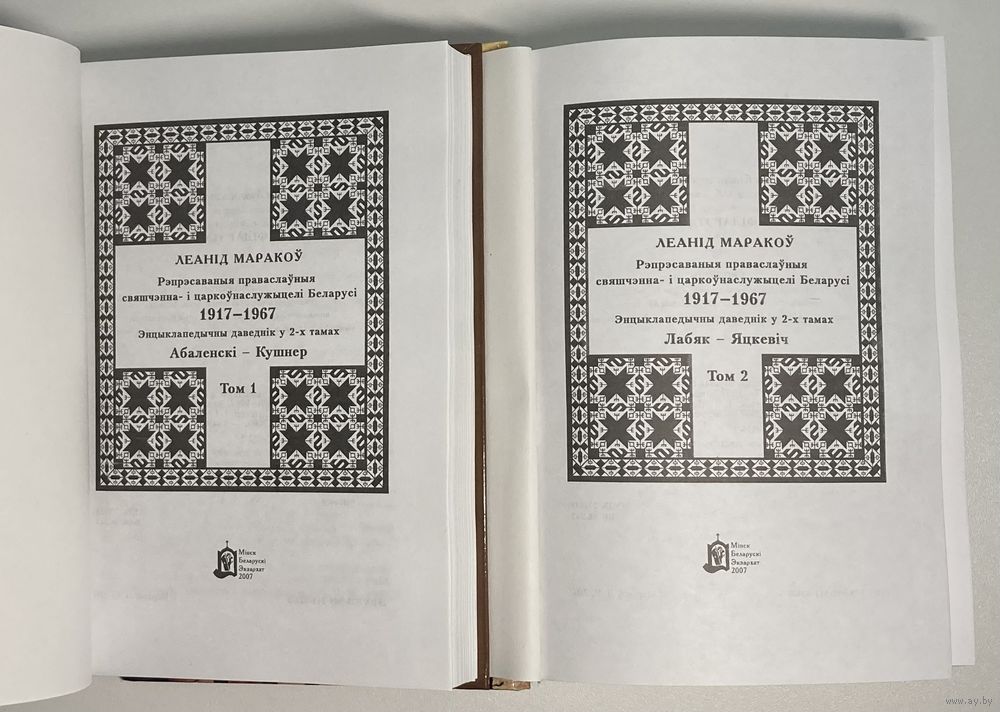 ЛЕАНІД МАРАКОЎ
Рэпрэсаваныя праваслаўныя
свяшчэнна- і царкоўнаслужыцелі Беларусі
1917–1967
Энцыклапедычны даведнік у 2-х тамах
Абаленскі – Кушнер
Том 1
Мінск
Беларускі
Экзархат
2007
ЛЕАНІД МАРАКОЎ
Рэпрэсаваныя праваслаўныя
свяшчэнна- і царкоўнаслужыцелі Беларусі
1917–1967
Энцыклапедычны даведнік у 2-х тамах
Лабяк – Яцкевіч
Том 2
Мінск
Беларускі
Экзархат
2007
www.ay.by